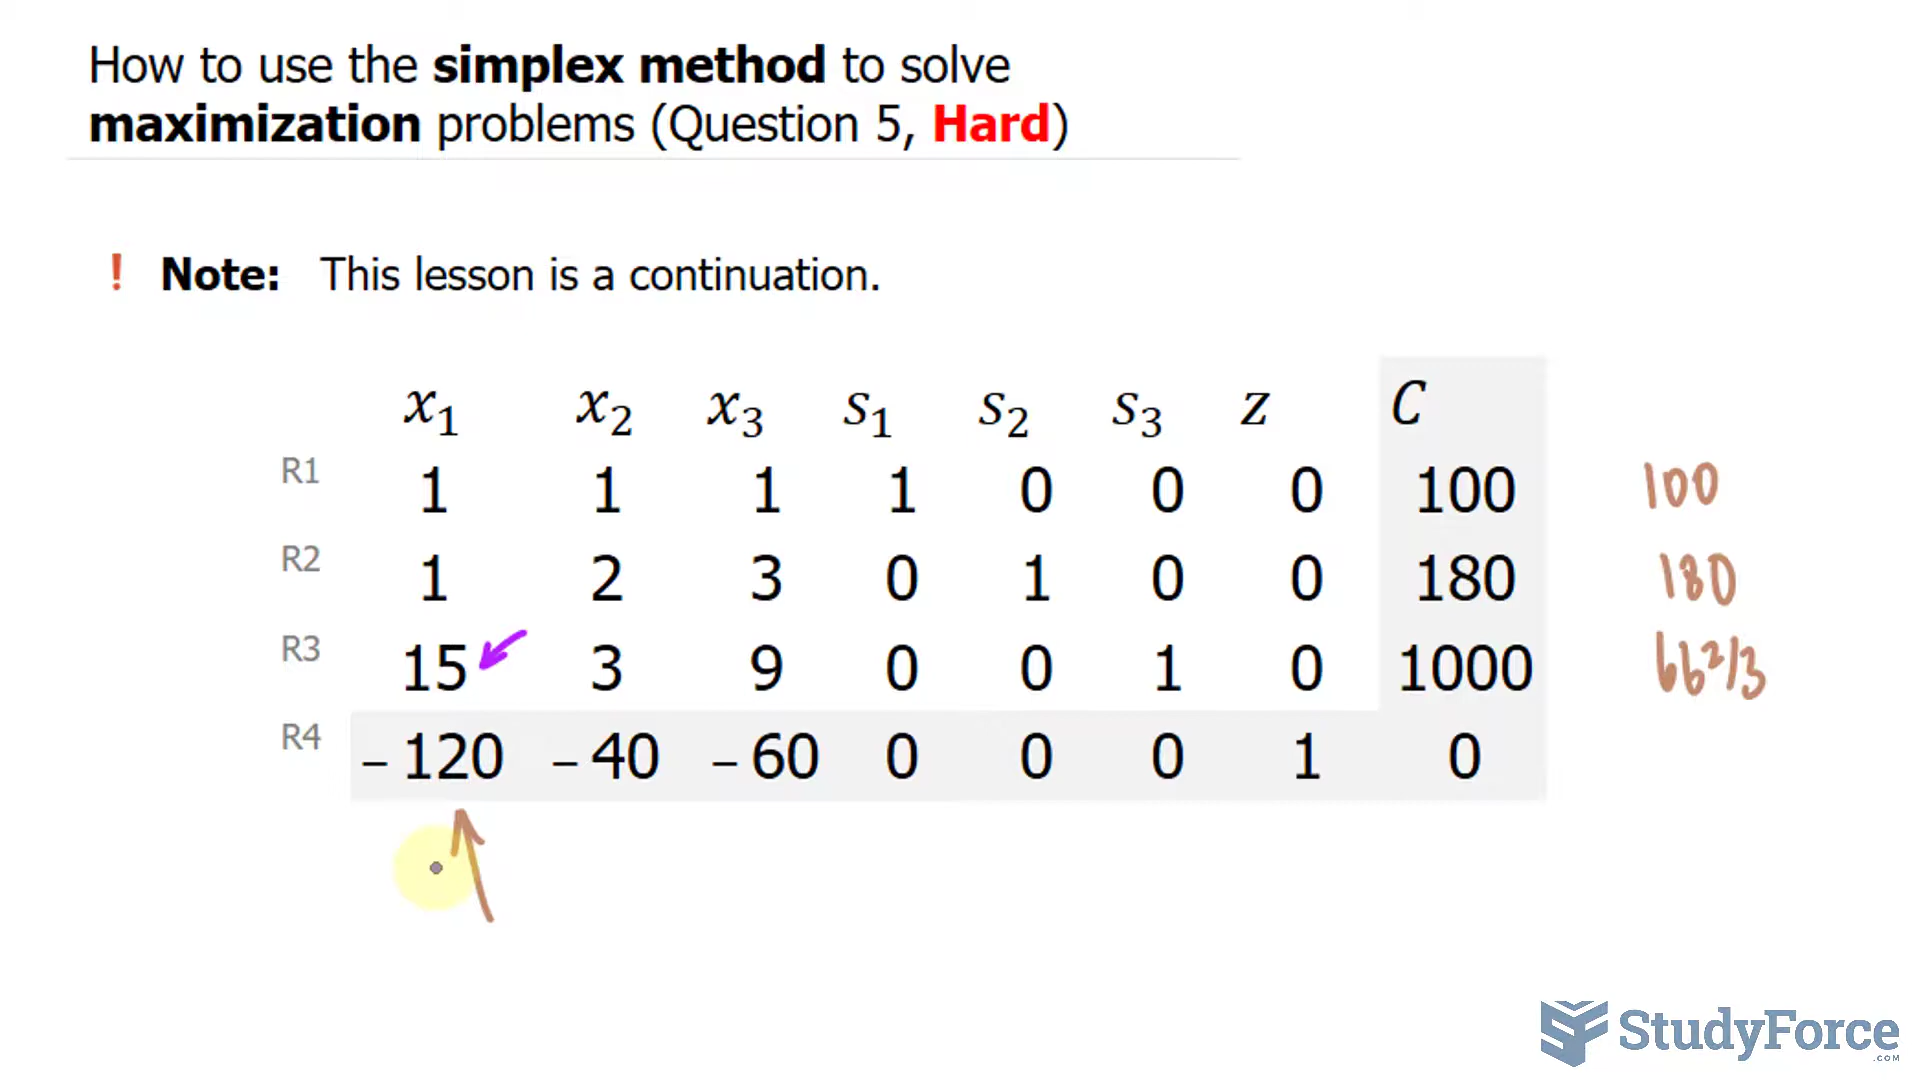 How to use the simplex method to solve
maximization problems (Question 5, Hard)
! Note: This lesson is a continuation.
x₁ x₂ x₃ s₁ s₂ s₃ z C
R1 1 1 1 1 0 0 0 100 100
R2 1 2 3 0 1 0 0 180 180
R3 15 3 9 0 0 1 0 1000 66 2/3
R4 -120 -40 -60 0 0 0 1 0
StudyForce
.COM